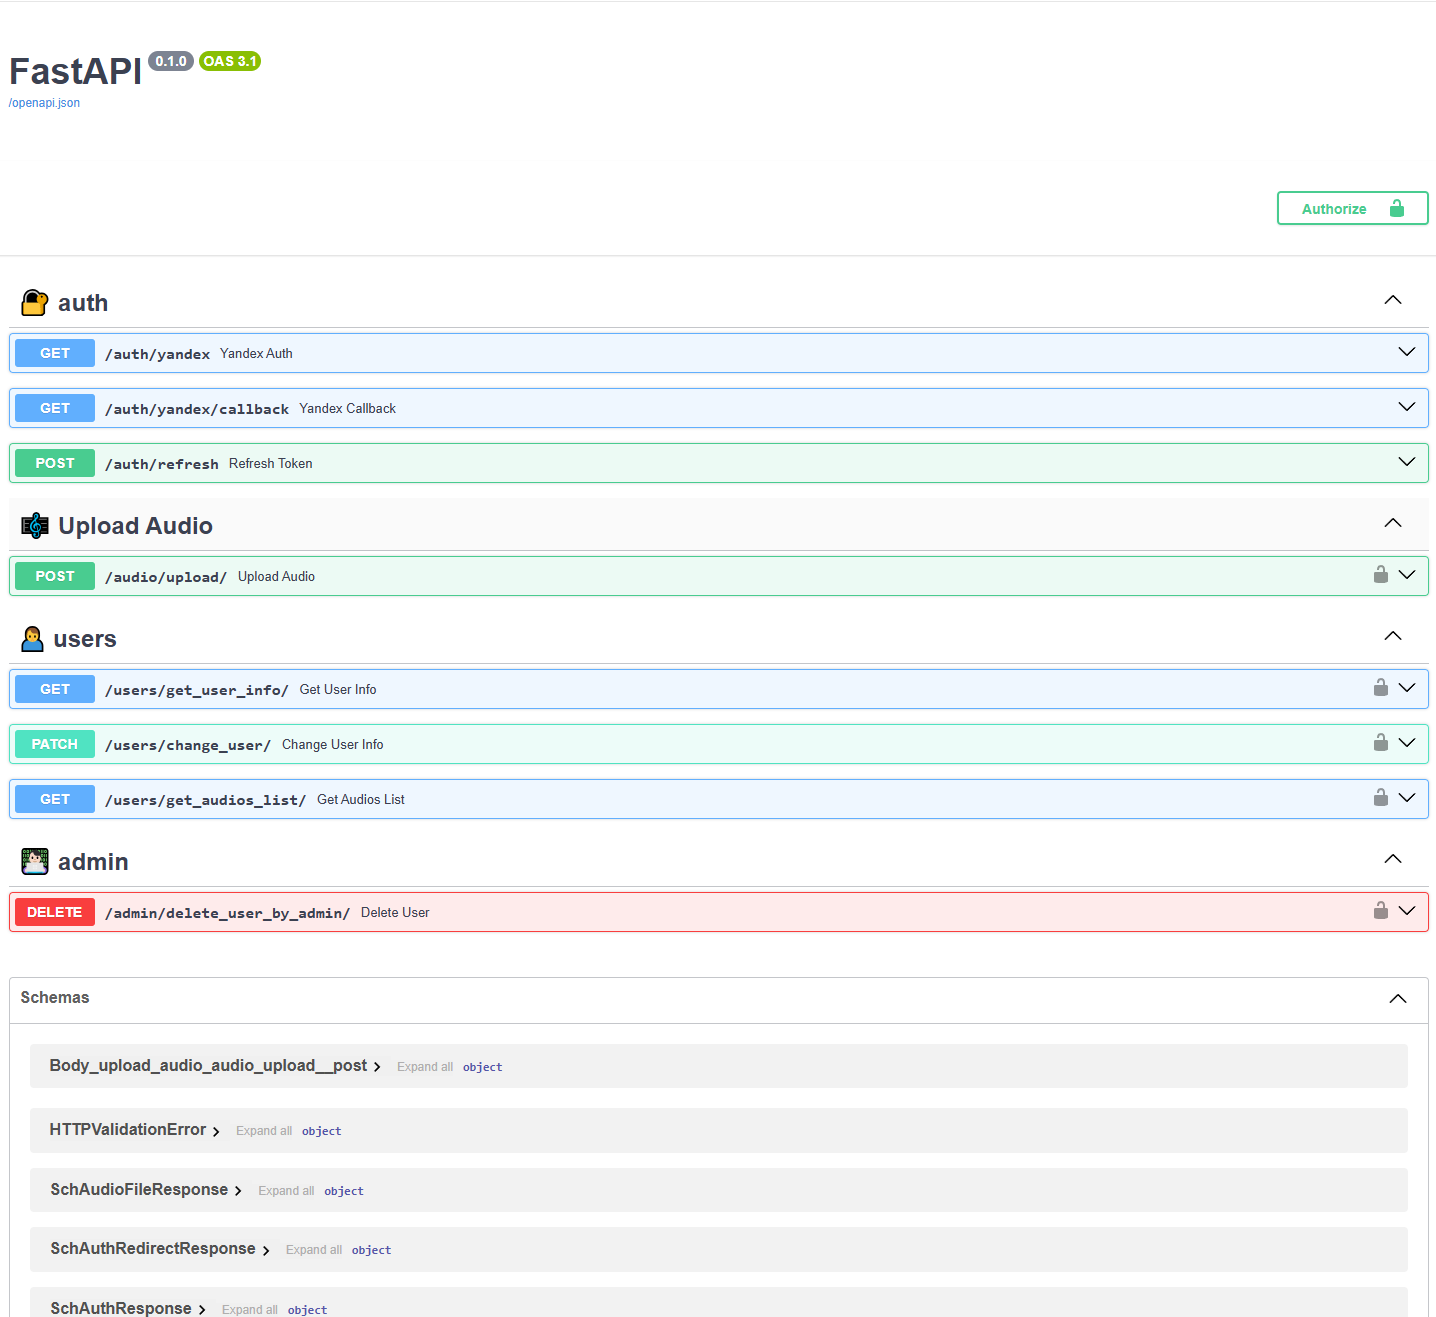 FastAPI 0.1.0 OAS 3.1
/openapi.json
Authorize
auth
GET /auth/yandex Yandex Auth
GET /auth/yandex/callback Yandex Callback
POST /auth/refresh Refresh Token
Upload Audio
POST /audio/upload/ Upload Audio
users
GET /users/get_user_info/ Get User Info
PATCH /users/change_user/ Change User Info
GET /users/get_audios_list/ Get Audios List
admin
DELETE /admin/delete_user_by_admin/ Delete User
Schemas
Body_upload_audio_audio_upload__post Expand all object
HTTPValidationError Expand all object
SchAudioFileResponse Expand all object
SchAuthRedirectResponse Expand all object
SchAuthResponse Expand all object